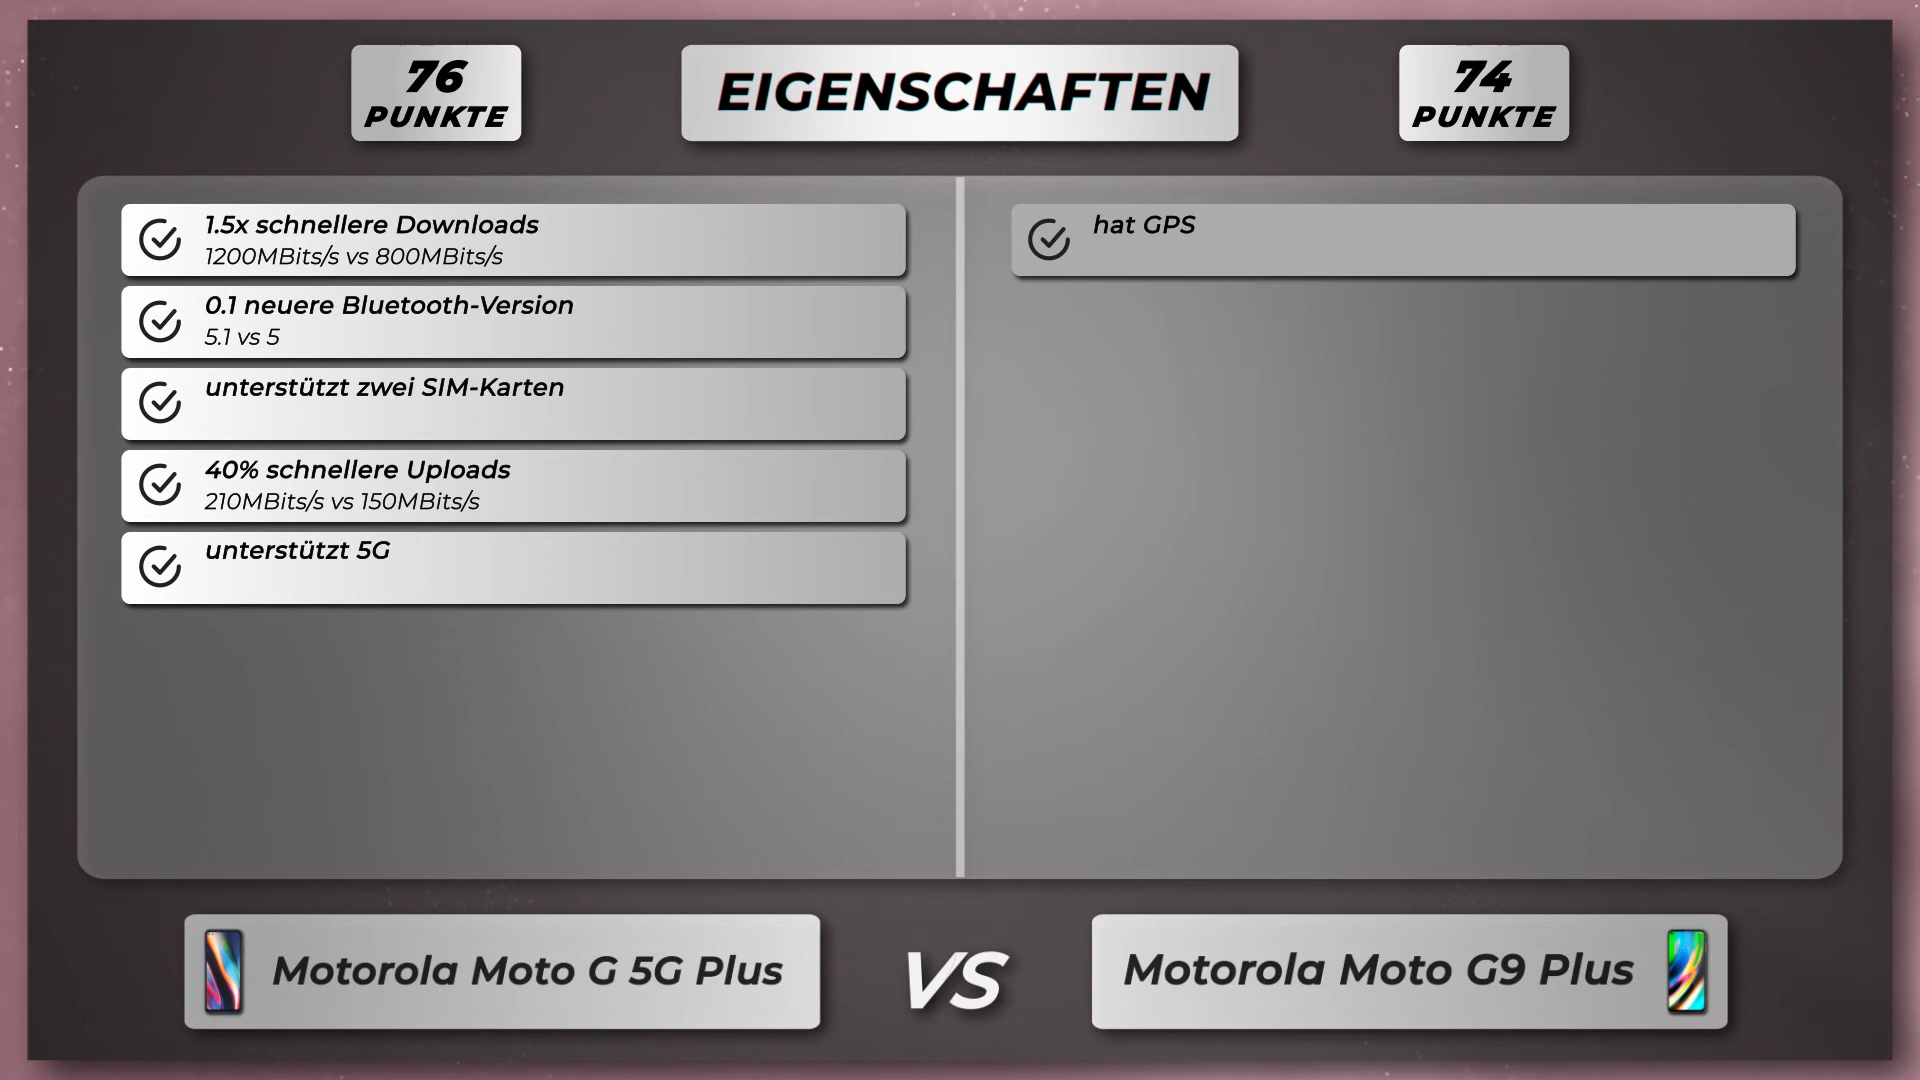 76
PUNKTE
EIGENSCHAFTEN
74
PUNKTE
1.5x schnellere Downloads
1200MBits/s vs 800MBits/s
0.1 neuere Bluetooth-Version
5.1 vs 5
unterstützt zwei SIM-Karten
40% schnellere Uploads
210MBits/s vs 150MBits/s
unterstützt 5G
hat GPS
Motorola Moto G 5G Plus
VS
Motorola Moto G9 Plus